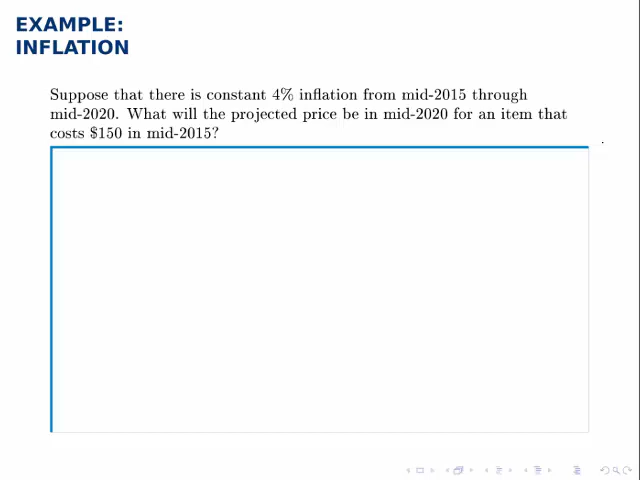 EXAMPLE:
INFLATION
Suppose that there is constant 4% inflation from mid-2015 through
mid-2020. What will the projected price be in mid-2020 for an item that
costs $150 in mid-2015?